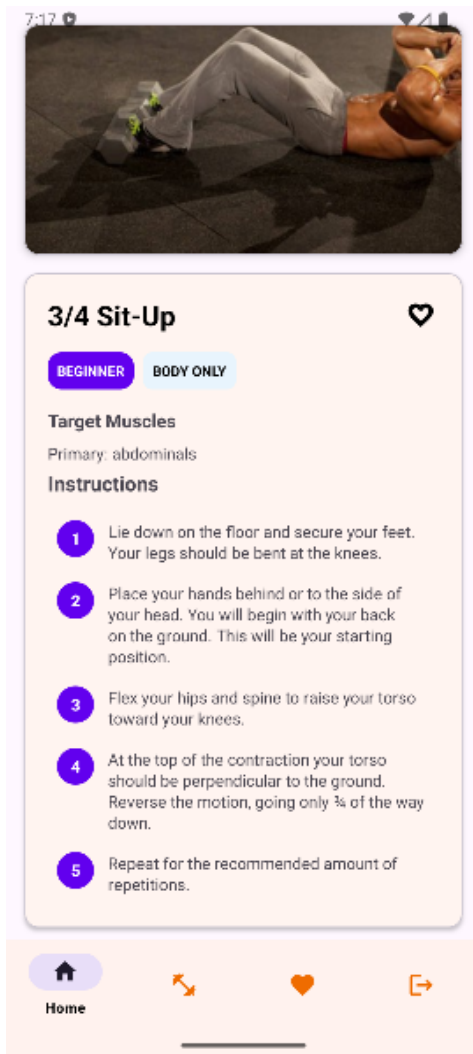 7:17
3/4 Sit-Up
BEGINNER BODY ONLY
Target Muscles
Primary: abdominals
Instructions
1 Lie down on the floor and secure your feet.
Your legs should be bent at the knees.
2 Place your hands behind or to the side of
your head. You will begin with your back
on the ground. This will be your starting
position.
3 Flex your hips and spine to raise your torso
toward your knees.
4 At the top of the contraction your torso
should be perpendicular to the ground.
Reverse the motion, going only ¾ of the way
down.
5 Repeat for the recommended amount of
repetitions.
Home